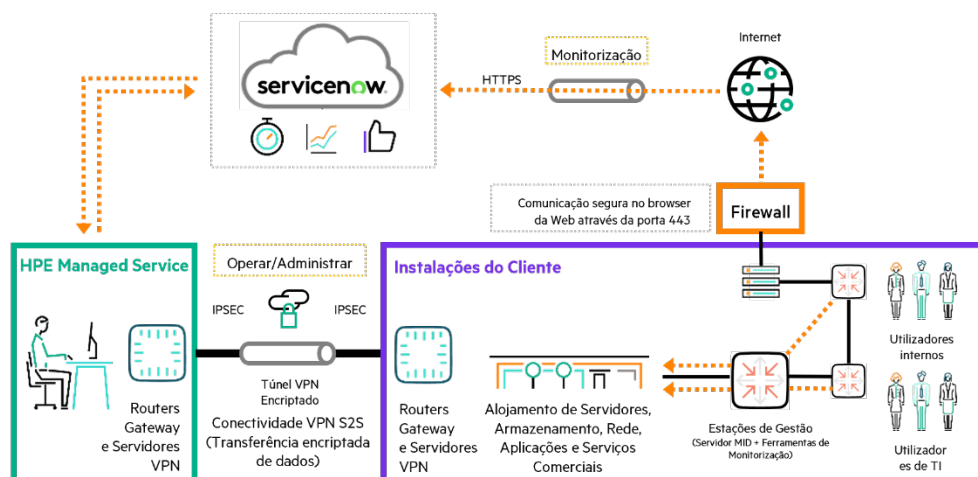 servicenow.
Monitorização
HTTPS
Internet
Comunicação segura no browser
da Web através da porta 443
Firewall
HPE Managed Service
Operar/Administrar
IPSEC
IPSEC
Túnel VPN
Encriptado
Conectividade VPN S2S
(Transferência encriptada
de dados)
Routers
Gateway
e Servidores
VPN
Instalações do Cliente
Routers
Gateway
e Servidores
VPN
Alojamento de Servidores,
Armazenamento, Rede,
Aplicações e Serviços
Comerciais
Estações de Gestão
(Servidor MID + Ferramentas de
Monitorização)
Utilizadores
internos
Utilizador
es de TI